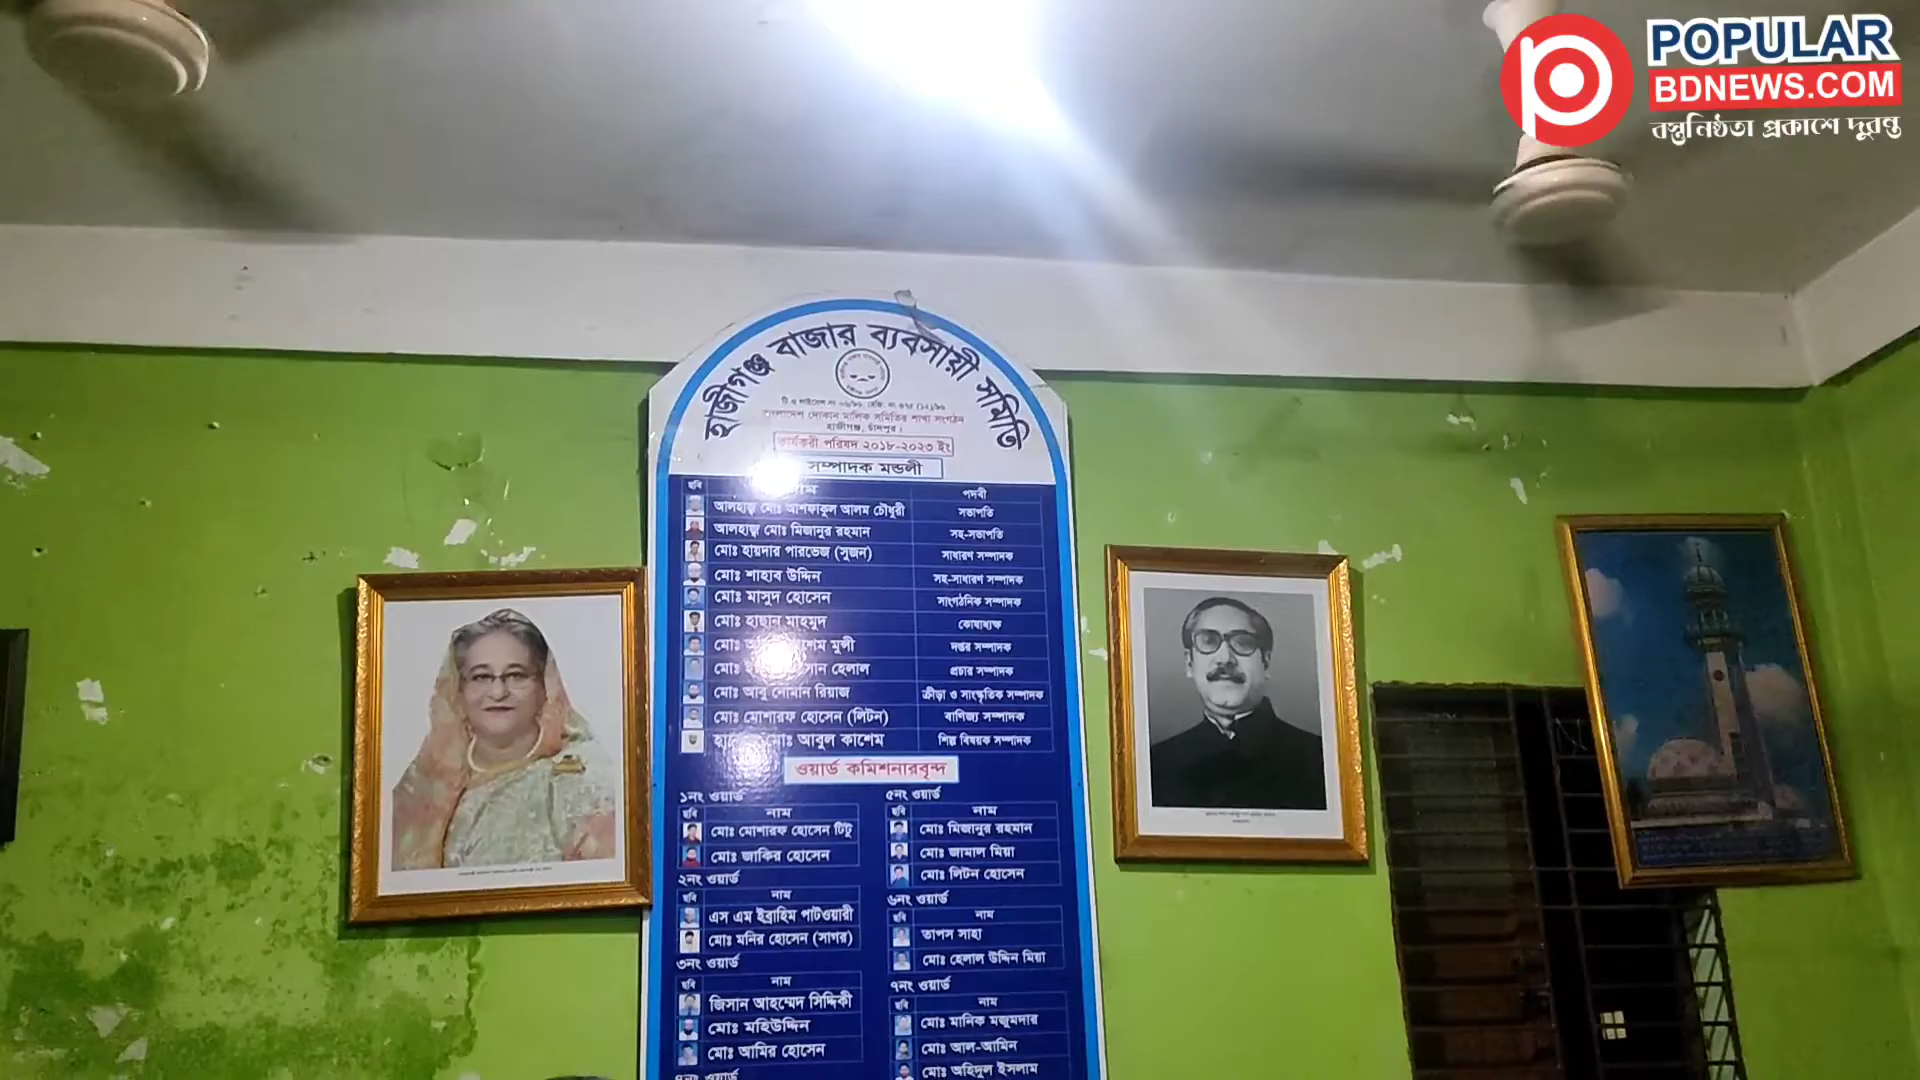 POPULAR
BDNEWS.COM
বস্তুনিষ্ঠতা প্রকাশে দুরন্ত
হাজীগঞ্জ বাজার ব্যবসায়ী সমিতি
বাংলাদেশ দোকান মালিক সমিতির শাখা সংগঠন
হাজীগঞ্জ, চাঁদপুর।
কার্যকরী পরিষদ ২০১৮-২০২৩ ইং
সম্পাদক মন্ডলী
ছবি নাম পদবী
আলহাজ্ব মোঃ আশফাকুল আলম চৌধুরী সভাপতি
আলহাজ্ব মোঃ মিজানুর রহমান সহ-সভাপতি
মোঃ হায়দার পারভেজ (সুজন) সাধারণ সম্পাদক
মোঃ শাহাব উদ্দিন সহ-সাধারণ সম্পাদক
মোঃ মাসুদ হোসেন সাংগঠনিক সম্পাদক
মোঃ হাছান মাহমুদ কোষাধ্যক্ষ
মোঃ মুন্সী দপ্তর সম্পাদক
মোঃ হেলাল প্রচার সম্পাদক
মোঃ আবু নোমান রিয়াজ ক্রীড়া ও সাংস্কৃতিক সম্পাদক
মোঃ মোশারফ হোসেন (লিটন) বাণিজ্য সম্পাদক
মোঃ আবুল কাশেম শিল্প বিষয়ক সম্পাদক
ওয়ার্ড কমিশনারবৃন্দ
১নং ওয়ার্ড
ছবি নাম
মোঃ মোশারফ হোসেন টিটু
মোঃ জাকির হোসেন
২নং ওয়ার্ড
ছবি নাম
এস এম ইব্রাহিম পাটওয়ারী
মোঃ মনির হোসেন (সাগর)
৩নং ওয়ার্ড
ছবি নাম
জিসান আহম্মেদ সিদ্দিকী
মোঃ মহিউদ্দিন
মোঃ আমির হোসেন
৪নং ওয়ার্ড
৫নং ওয়ার্ড
ছবি নাম
মোঃ মিজানুর রহমান
মোঃ জামাল মিয়া
মোঃ লিটন হোসেন
৬নং ওয়ার্ড
ছবি নাম
তাপস সাহা
মোঃ হেলাল উদ্দিন মিয়া
৭নং ওয়ার্ড
ছবি নাম
মোঃ মানিক মজুমদার
মোঃ আল-আমিন
মোঃ অহিদুল ইসলাম